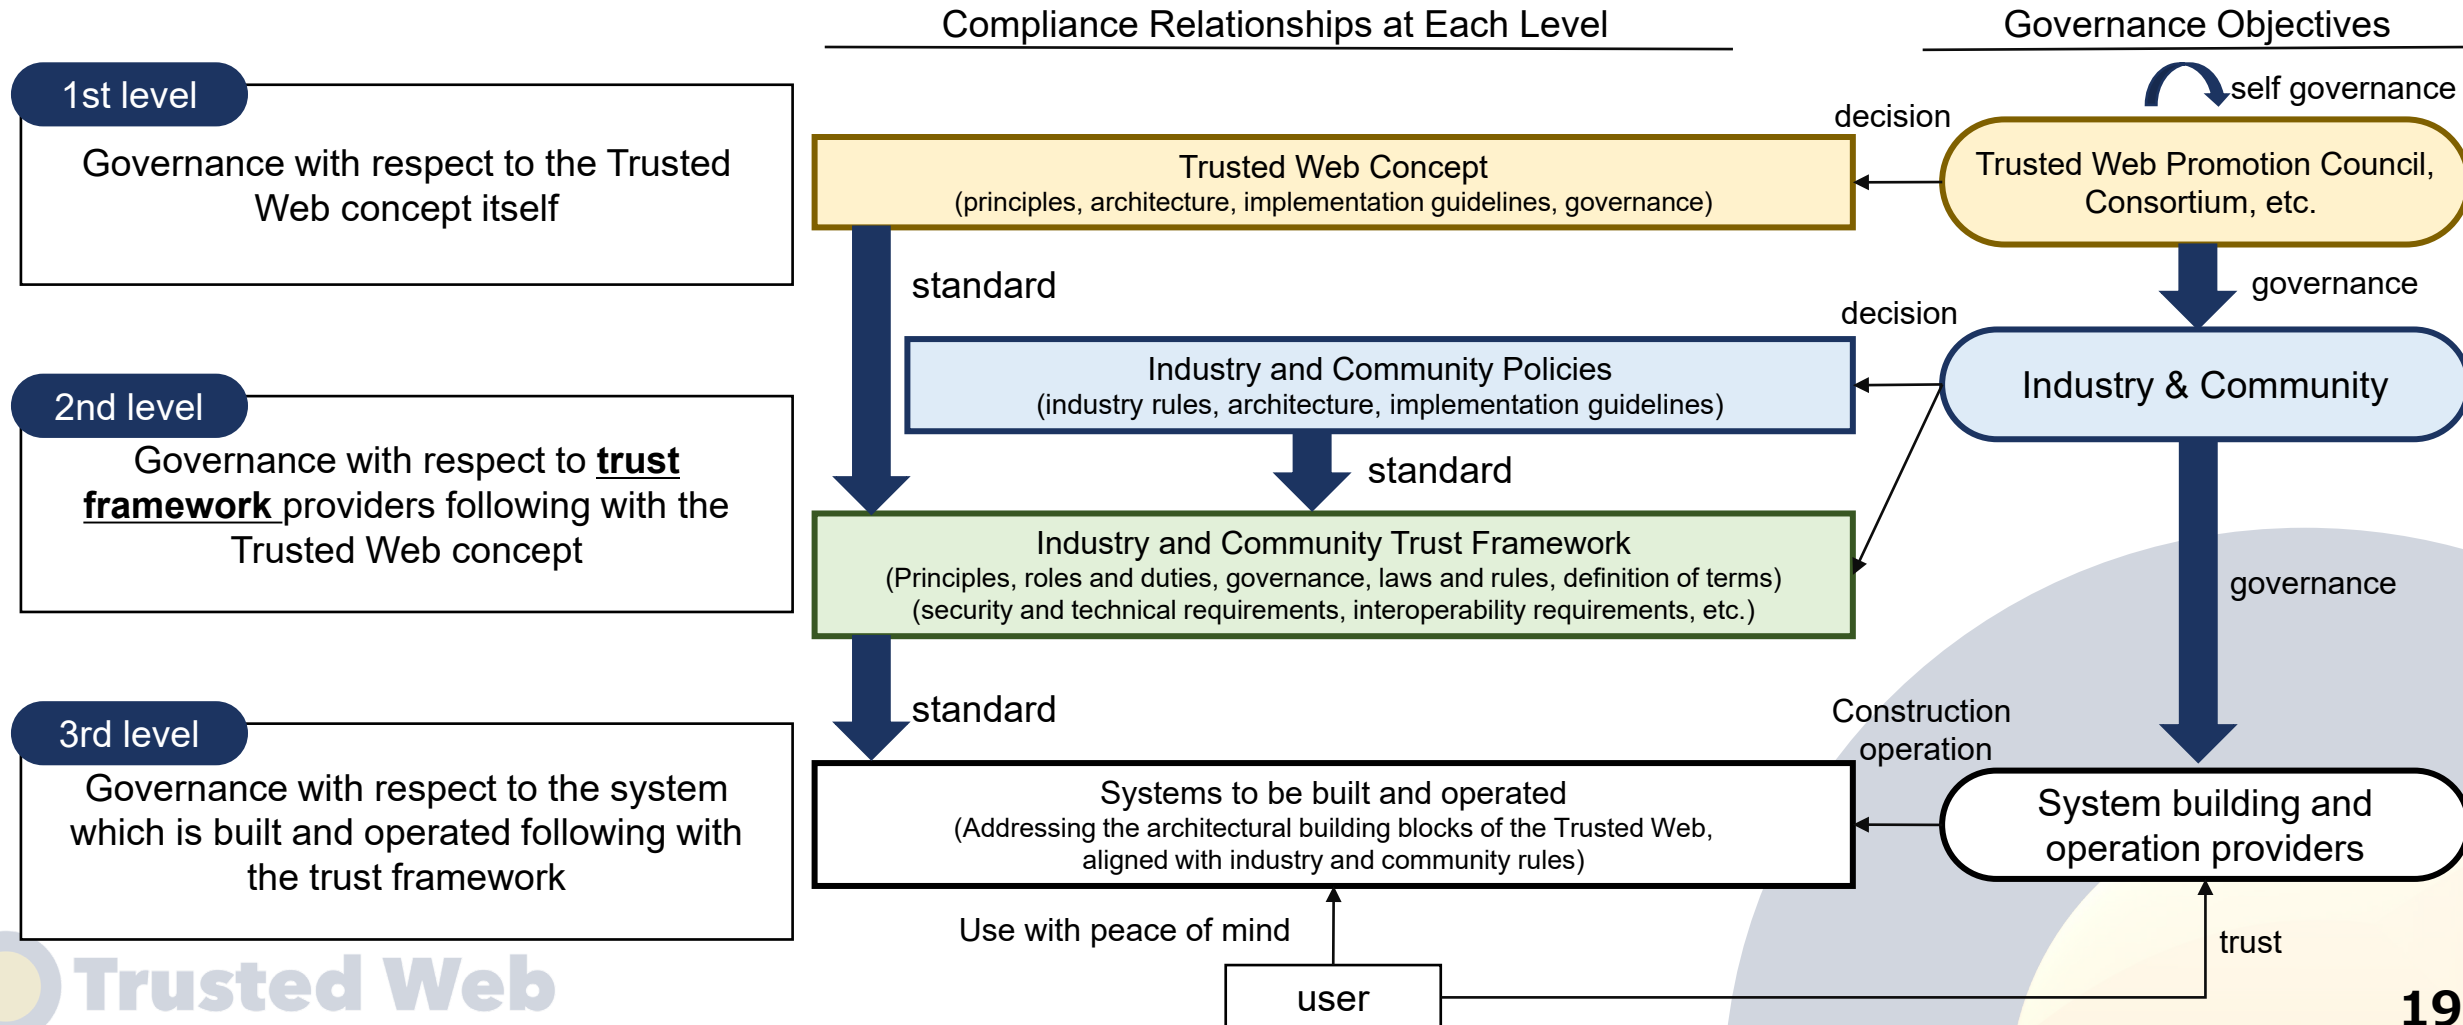 Compliance Relationships at Each Level
Governance Objectives
1st level
Governance with respect to the Trusted
Web concept itself
Trusted Web Concept
(principles, architecture, implementation guidelines, governance)
decision
self governance
Trusted Web Promotion Council,
Consortium, etc.
standard
governance
2nd level
Governance with respect to trust
framework providers following with the
Trusted Web concept
Industry and Community Policies
(industry rules, architecture, implementation guidelines)
decision
Industry & Community
standard
Industry and Community Trust Framework
(Principles, roles and duties, governance, laws and rules, definition of terms)
(security and technical requirements, interoperability requirements, etc.)
governance
3rd level
Governance with respect to the system
which is built and operated following with
the trust framework
standard
Construction
operation
Systems to be built and operated
(Addressing the architectural building blocks of the Trusted Web,
aligned with industry and community rules)
System building and
operation providers
Use with peace of mind
trust
user
Trusted Web
19